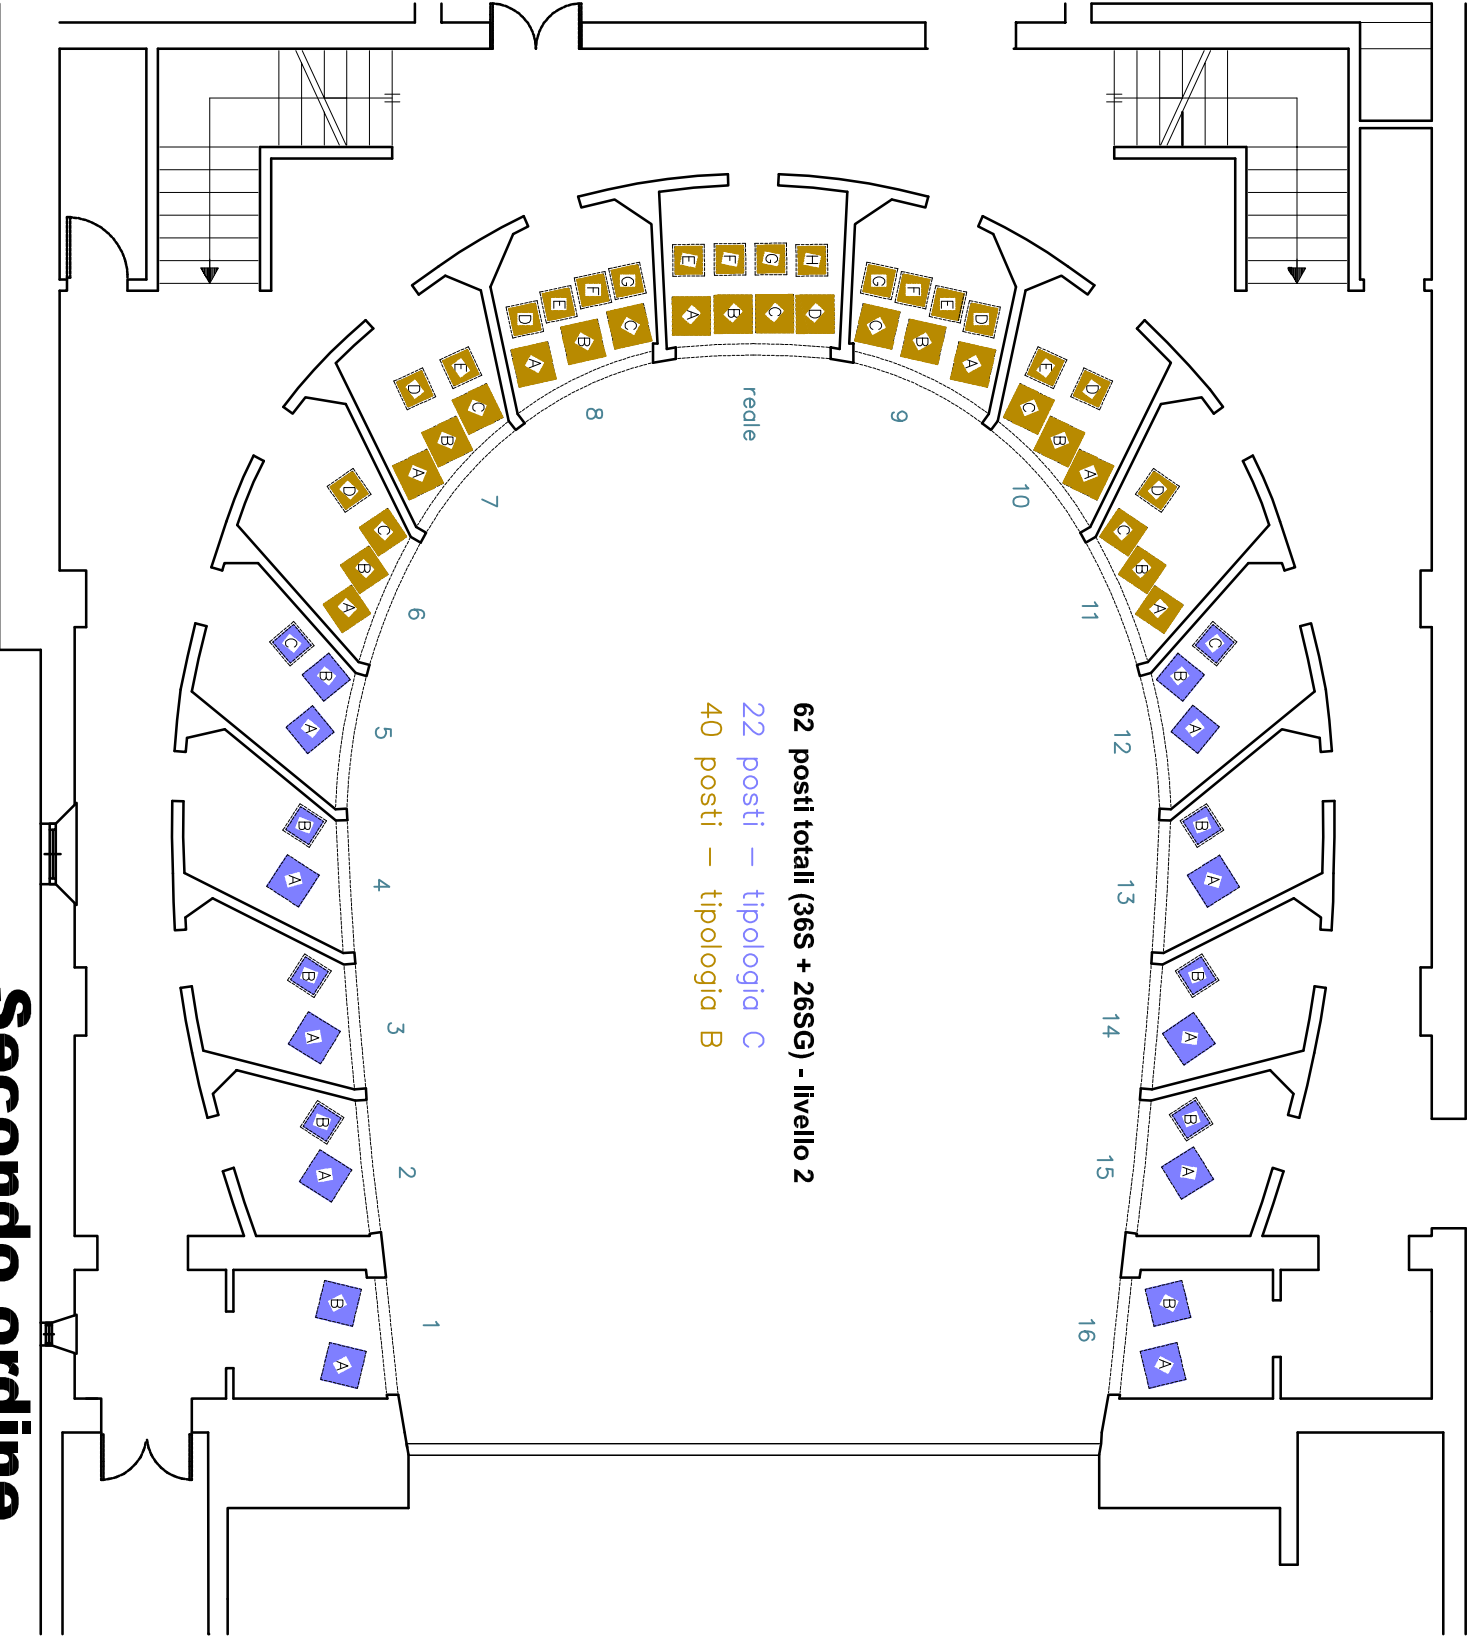 E F G H
A B C D
reale
G F E D
C B A
9
E D
C B A
10
D
C B A
11
C
B A
12
B
A
13
B
A
14
B
A
15
B
A
16
D E F G
A B C
8
D E
A B C
7
D
A B C
6
C
B A
5
B
A
4
B
A
3
B
A
2
B
A
1
62 posti totali (36S + 26SG) - livello 2
22 posti – tipologia C
40 posti – tipologia B
Secondo ordine